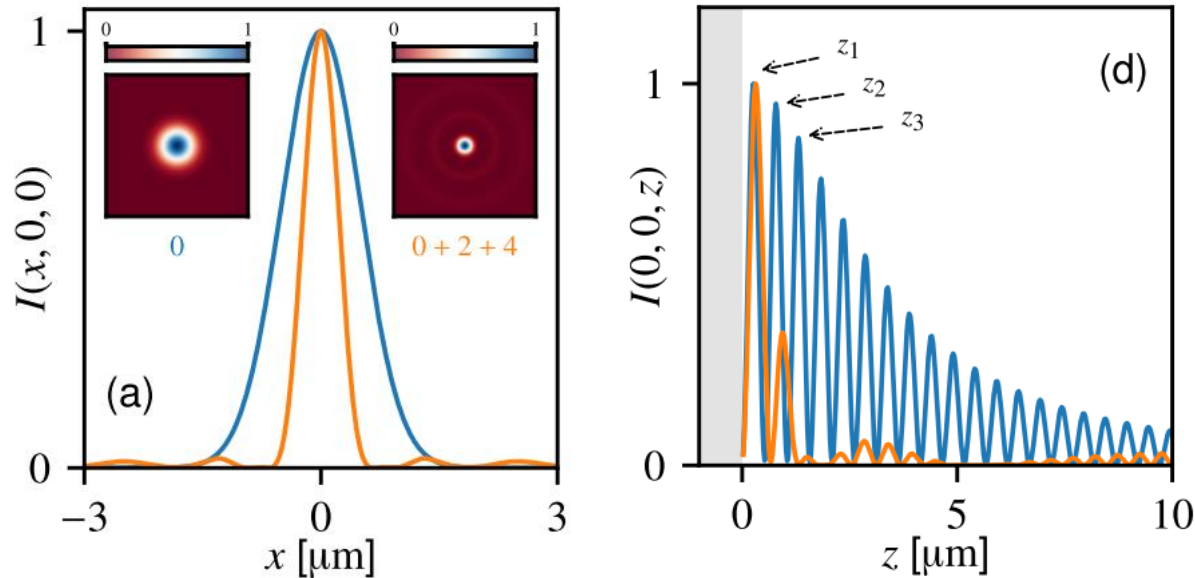 0 1
0 1
1
0
0 + 2 + 4
I(x, 0, 0)
(a)
0
−3 0 3
x [μm]
z₁
(d)
1
z₂
z₃
I(0, 0, z)
0
0 5 10
z [μm]